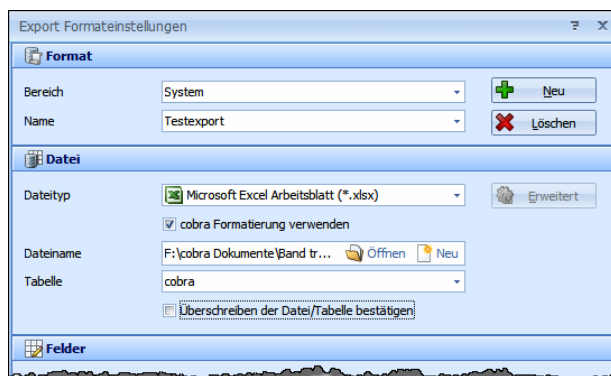 Export Formateinstellungen ? X
Format
Bereich System Neu
Name Testexport Löschen
Datei
Dateityp Microsoft Excel Arbeitsblatt (*.xlsx) Erweitert
cobra Formatierung verwenden
Dateiname F:\cobra Dokumente\Band tr... Öffnen Neu
Tabelle cobra
Überschreiben der Datei/Tabelle bestätigen
Felder